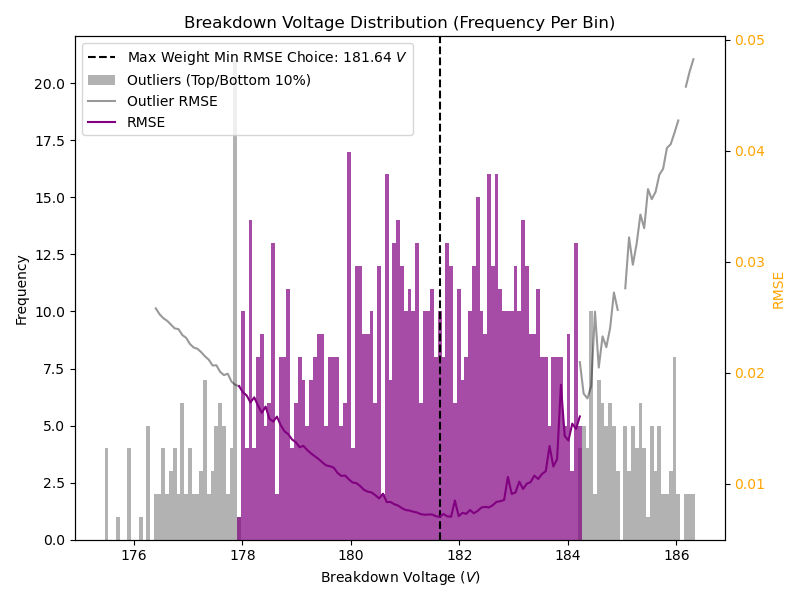 Breakdown Voltage Distribution (Frequency Per Bin)
Max Weight Min RMSE Choice: 181.64 V
Outliers (Top/Bottom 10%)
Outlier RMSE
RMSE
Frequency
20.0
17.5
15.0
12.5
10.0
7.5
5.0
2.5
0.0
176
178
180
182
184
186
Breakdown Voltage (V)
0.05
0.04
0.03
0.02
0.01
RMSE